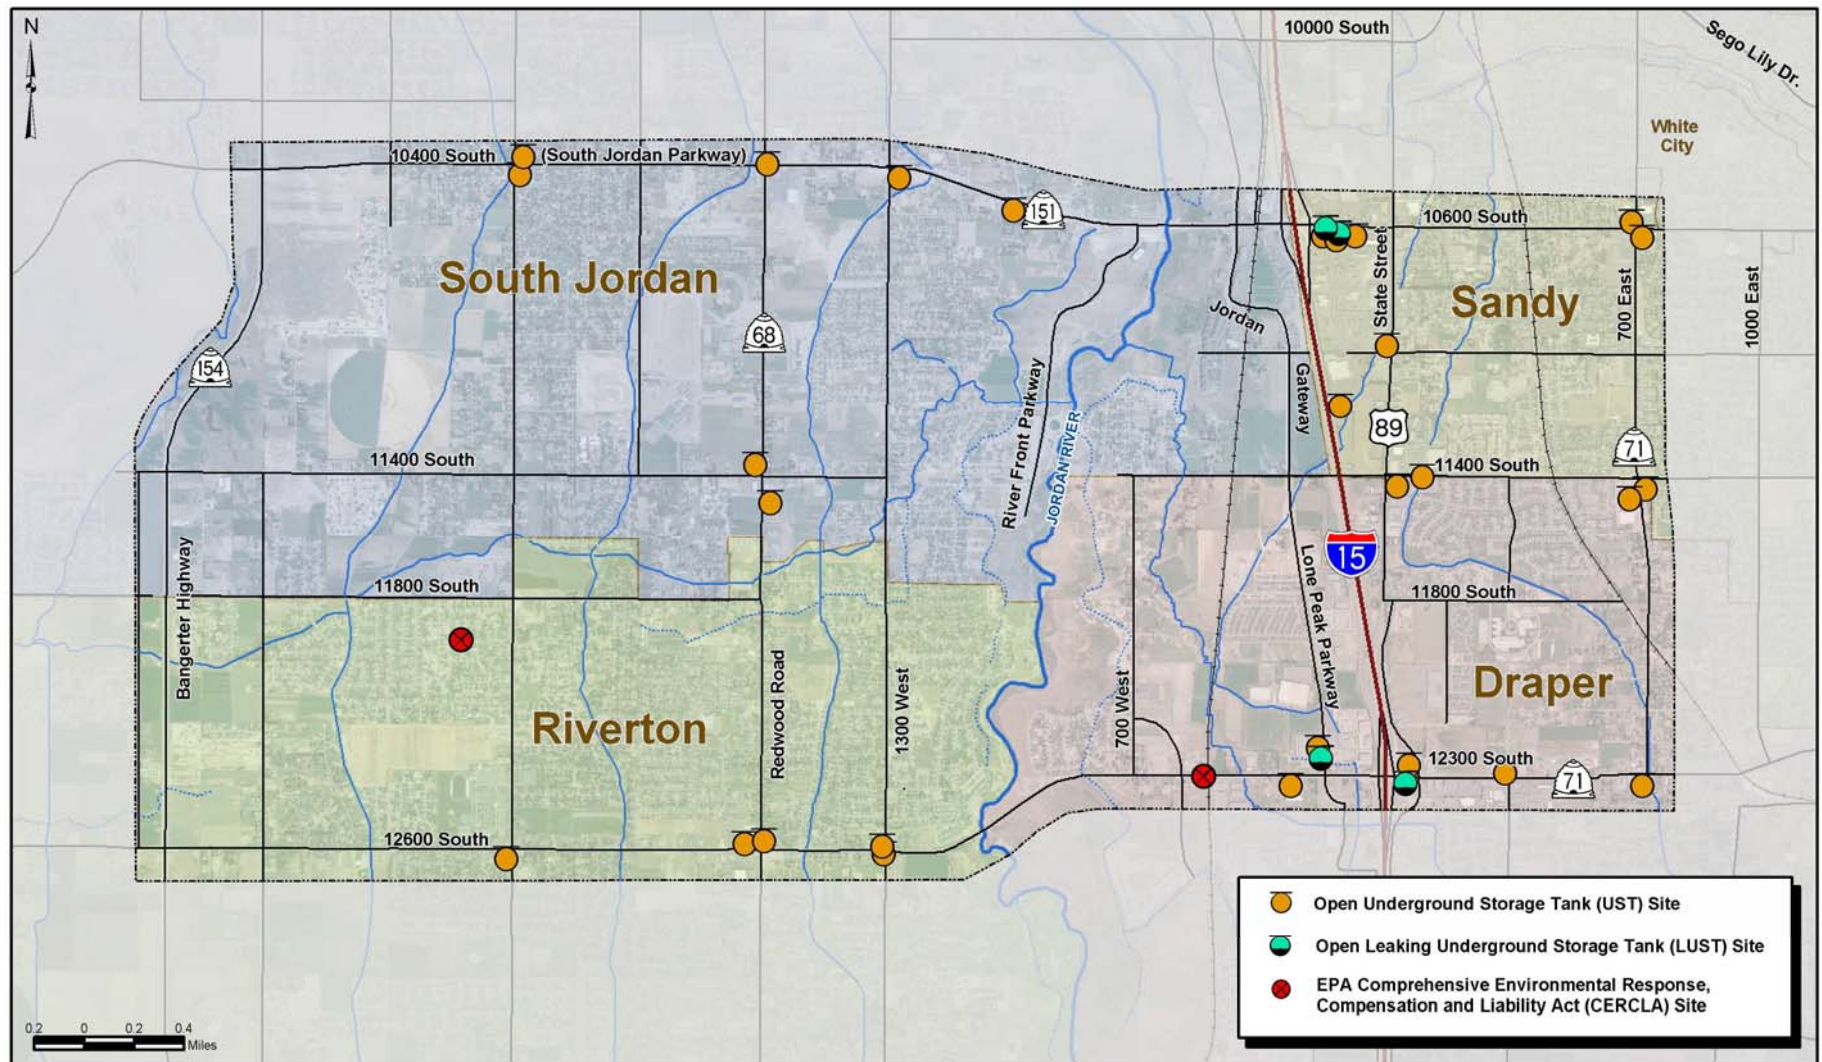 N
10000 South
Sego Lily Dr.
White
City
10400 South
(South Jordan Parkway)
151
10600 South
South Jordan
State Street
Sandy
700 East
1000 East
68
Jordan
154
Gateway
River Front Parkway
JORDAN RIVER
89
71
11400 South
11400 South
15
Bangerter Highway
11800 South
Lone Peak Parkway
11800 South
Redwood Road
1300 West
700 West
Draper
Riverton
12300 South
71
12600 South
Open Underground Storage Tank (UST) Site
Open Leaking Underground Storage Tank (LUST) Site
EPA Comprehensive Environmental Response,
Compensation and Liability Act (CERCLA) Site
0.2 0 0.2 0.4
Miles